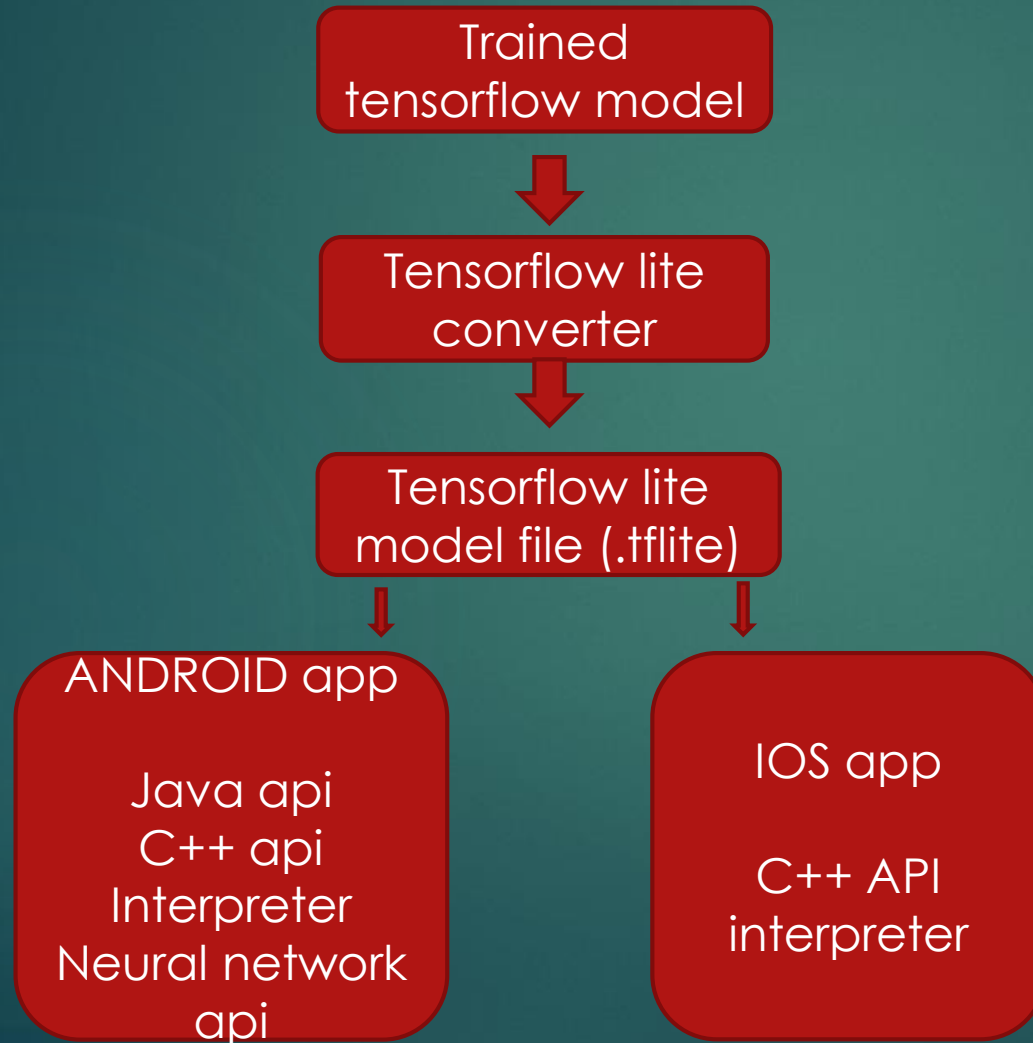 Trained
tensorflow model
Tensorflow lite
converter
Tensorflow lite
model file (.tflite)
ANDROID app
Java api
C++ api
Interpreter
Neural network
api
IOS app
C++ API
interpreter